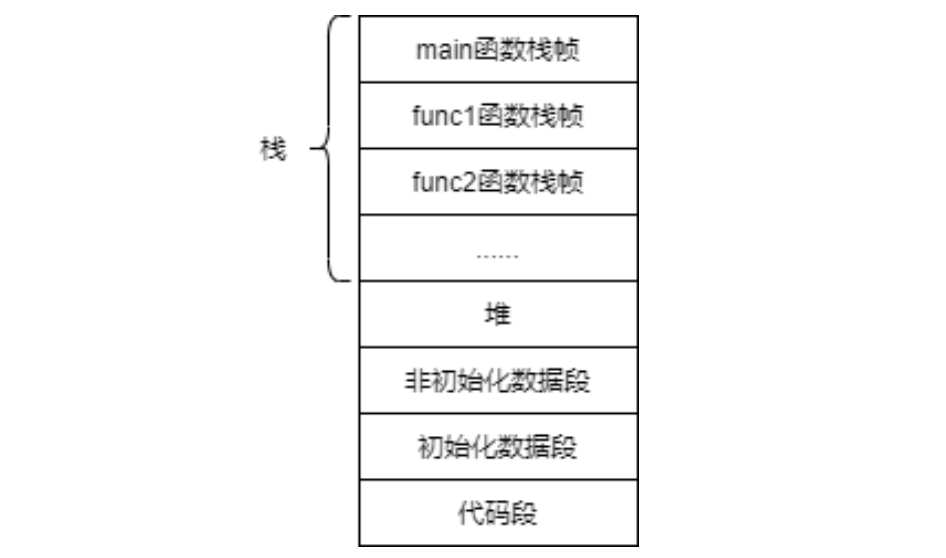 main函数栈帧
func1函数栈帧
栈
func2函数栈帧
......
堆
非初始化数据段
初始化数据段
代码段